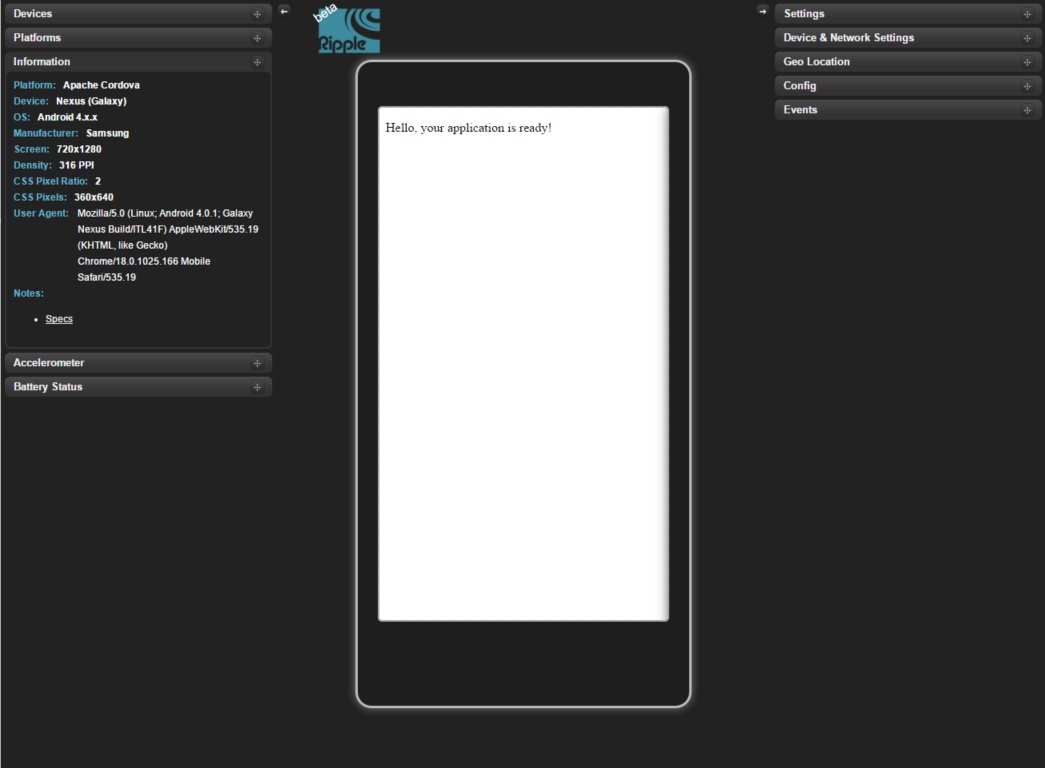 Devices
Platforms
Information
Platform: Apache Cordova
Device: Nexus (Galaxy)
OS: Android 4.x.x
Manufacturer: Samsung
Screen: 720x1280
Density: 316 PPI
CSS Pixel Ratio: 2
CSS Pixels: 360x640
User Agent: Mozilla/5.0 (Linux; Android 4.0.1; Galaxy
Nexus Build/ITL41F) AppleWebKit/535.19
(KHTML, like Gecko)
Chrome/18.0.1025.166 Mobile
Safari/535.19
Notes:
Specs
Accelerometer
Battery Status
beta
Ripple
Hello, your application is ready!
Settings
Device & Network Settings
Geo Location
Config
Events